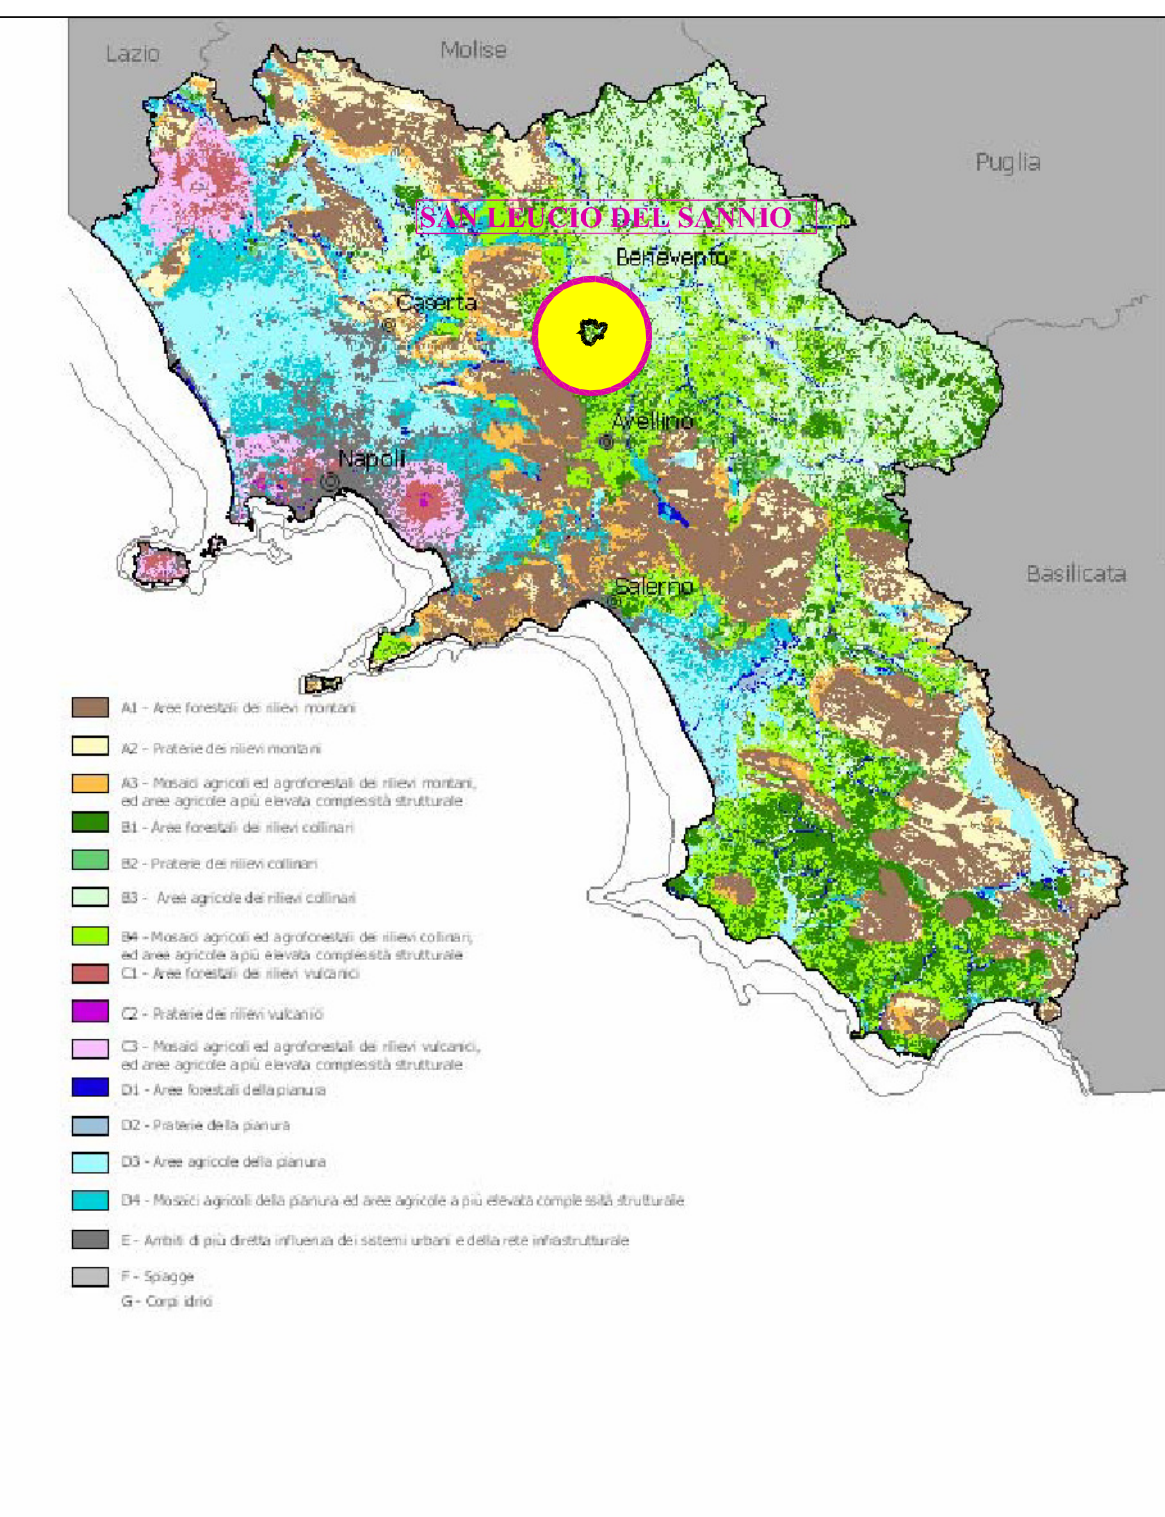 Lazio
Molise
Puglia
SAN LEUCIO DEL SANNIO
Benevento
Caserta
Avellino
Napoli
Salerno
Basilicata
A1 - Aree forestali dei rilievi montani
A2 - Praterie dei rilievi montani
A3 - Mosaici agricoli ed agroforestali dei rilievi montani,
ed aree agricole a più elevata complessità strutturale
B1 - Aree forestali dei rilievi collinari
B2 - Praterie dei rilievi collinari
B3 - Aree agricole dei rilievi collinari
B4 - Mosaici agricoli ed agroforestali dei rilievi collinari,
ed aree agricole a più elevata complessità strutturale
C1 - Aree forestali dei rilievi vulcanici
C2 - Praterie dei rilievi vulcanici
C3 - Mosaici agricoli ed agroforestali dei rilievi vulcanici,
ed aree agricole a più elevata complessità strutturale
D1 - Aree forestali della pianura
D2 - Praterie della pianura
D3 - Aree agricole della pianura
D4 - Mosaici agricoli della pianura ed aree agricole a più elevata complessità strutturale
E - Ambiti di più diretta influenza dei sistemi urbani e della rete infrastrutturale
F - Spiagge
G - Corpi idrici